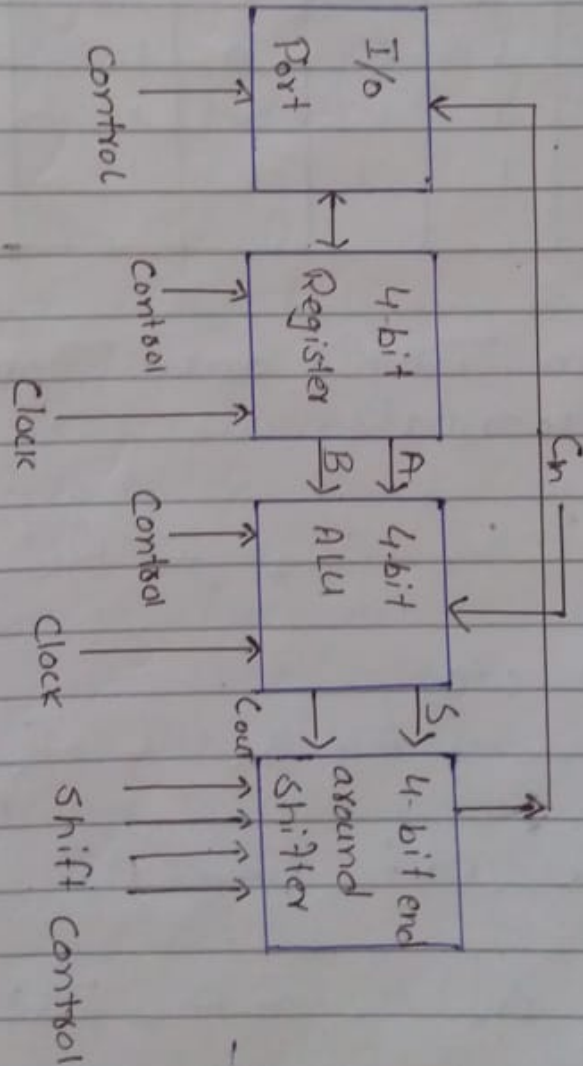 Cn
I/o
Port
4-bit
Register
A
B
4-bit
ALU
S
Cout
4-bit end
around
Shifter
Control
Control
Clock
Control
Clock
Shift Control